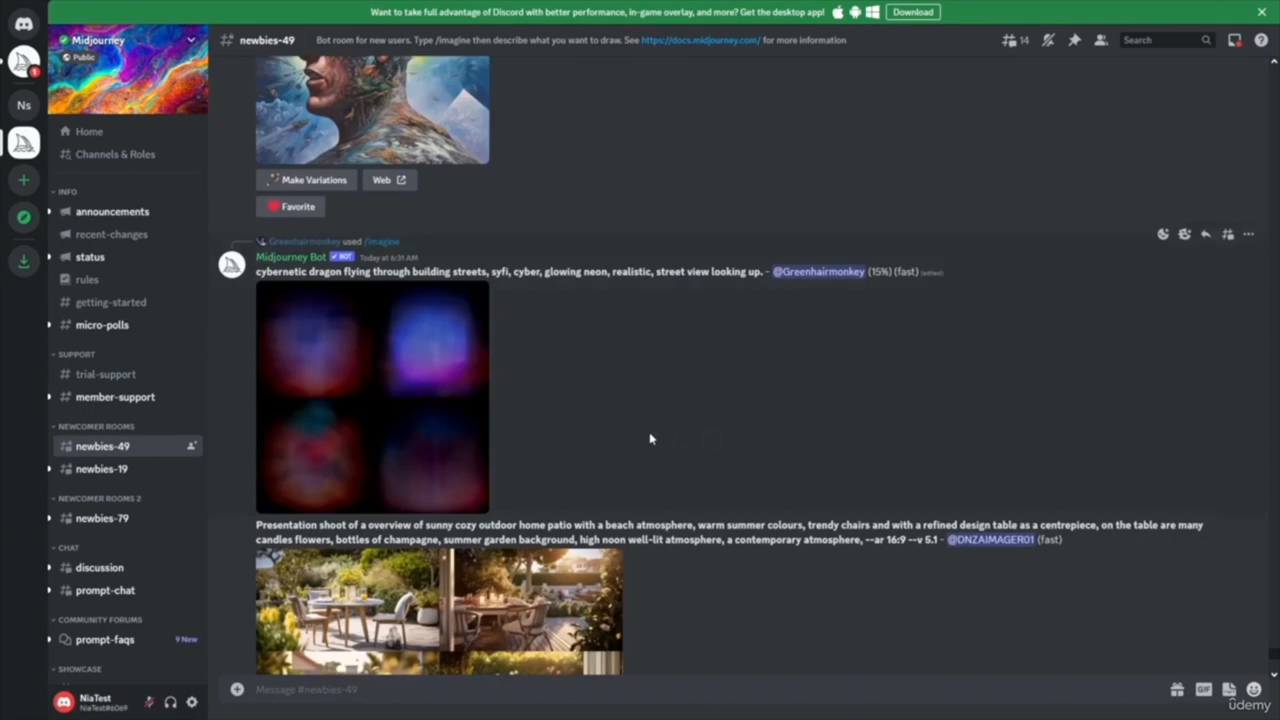 Want to take full advantage of Discord with better performance, in-game overlay, and more? Get the desktop app!
Download
Midjourney
Public
newbies-49
Bot room for new users. Type /imagine then describe what you want to draw. See https://docs.midjourney.com/ for more information
14
Search
1
Ns
Home
Channels & Roles
INFO
announcements
recent-changes
status
rules
getting-started
micro-polls
SUPPORT
trial-support
member-support
NEWCOMER ROOMS
newbies-49
newbies-19
NEWCOMER ROOMS 2
newbies-79
CHAT
discussion
prompt-chat
COMMUNITY FORUMS
prompt-faqs
9 New
SHOWCASE
NiaTest
NiaTest#6069
Make Variations
Web
Favorite
Greenhairmonkey used /imagine
Midjourney Bot BOT Today at 6:31 AM
cybernetic dragon flying through building streets, syfi, cyber, glowing neon, realistic, street view looking up. - @Greenhairmonkey (15%) (fast) (edited)
Presentation shoot of a overview of sunny cozy outdoor home patio with a beach atmosphere, warm summer colours, trendy chairs and with a refined design table as a centrepiece, on the table are many
candles flowers, bottles of champagne, summer garden background, high noon well-lit atmosphere, a contemporary atmosphere, --ar 16:9 --v 5.1 - @DNZAIMAGER01 (fast)
Message #newbies-49
GIF
ûdemy